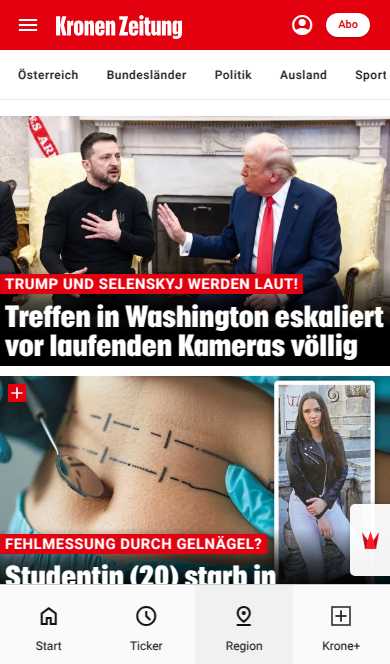 Kronen Zeitung
Abo
Österreich Bundesländer Politik Ausland Sport
TRUMP UND SELENSKYJ WERDEN LAUT!
Treffen in Washington eskaliert
vor laufenden Kameras völlig
FEHLMESSUNG DURCH GELNÄGEL?
Studentin (20) starb in
Start Ticker Region Krone+